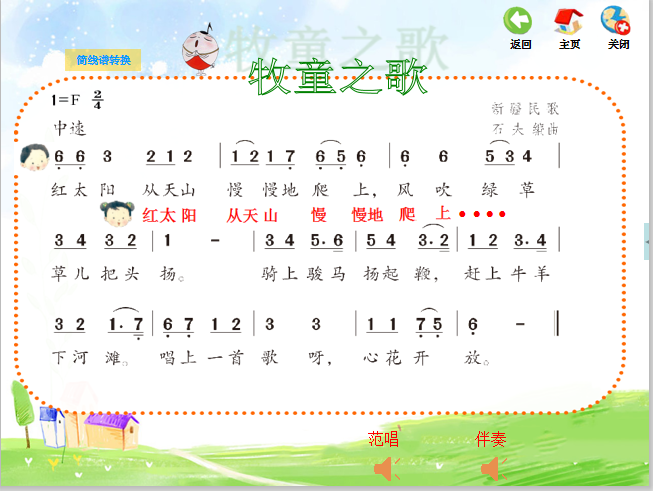 牧童之歌
返回 主页 关闭
简线谱转换
牧童之歌
1=F 2/4
新疆民歌
中速
石夫编曲
6 6 3 2 1 2 | 1 2 1 7 6 5 | 6 6 5 3 4 |
红太阳 从天山 慢慢地爬上，风吹绿草
红太阳 从天山 慢 慢地 爬 上••••
3 4 3 2 | 1 - | 3 4 5·6 | 5 4 3·2 | 1 2 3·4 |
草儿把头扬。 骑上骏马扬起鞭，赶上牛羊
3 2 1·7 | 6 7 1 2 | 3 3 | 1 1 7 5 | 6 - ‖
下河滩。唱上一首歌呀，心花开放。
范唱 伴奏